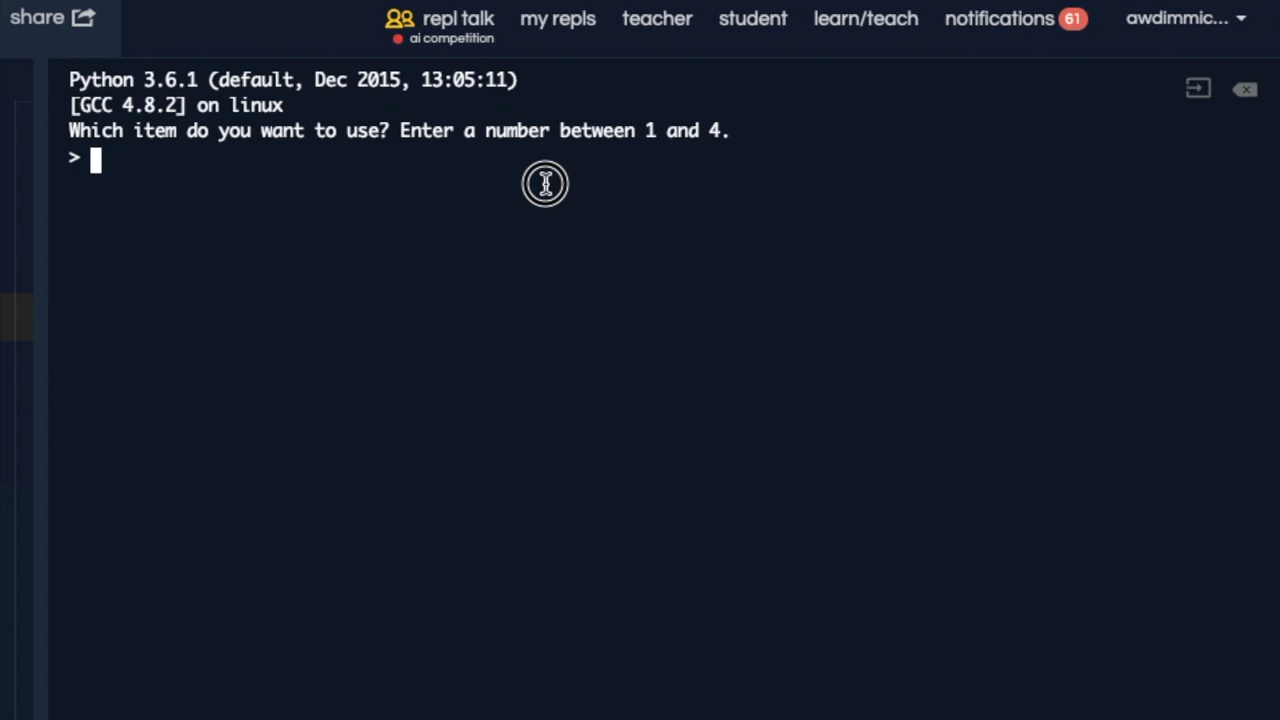 share
repl talk my repls teacher student learn/teach notifications 61 awdimmic...
ai competition
Python 3.6.1 (default, Dec 2015, 13:05:11)
[GCC 4.8.2] on linux
Which item do you want to use? Enter a number between 1 and 4.
>